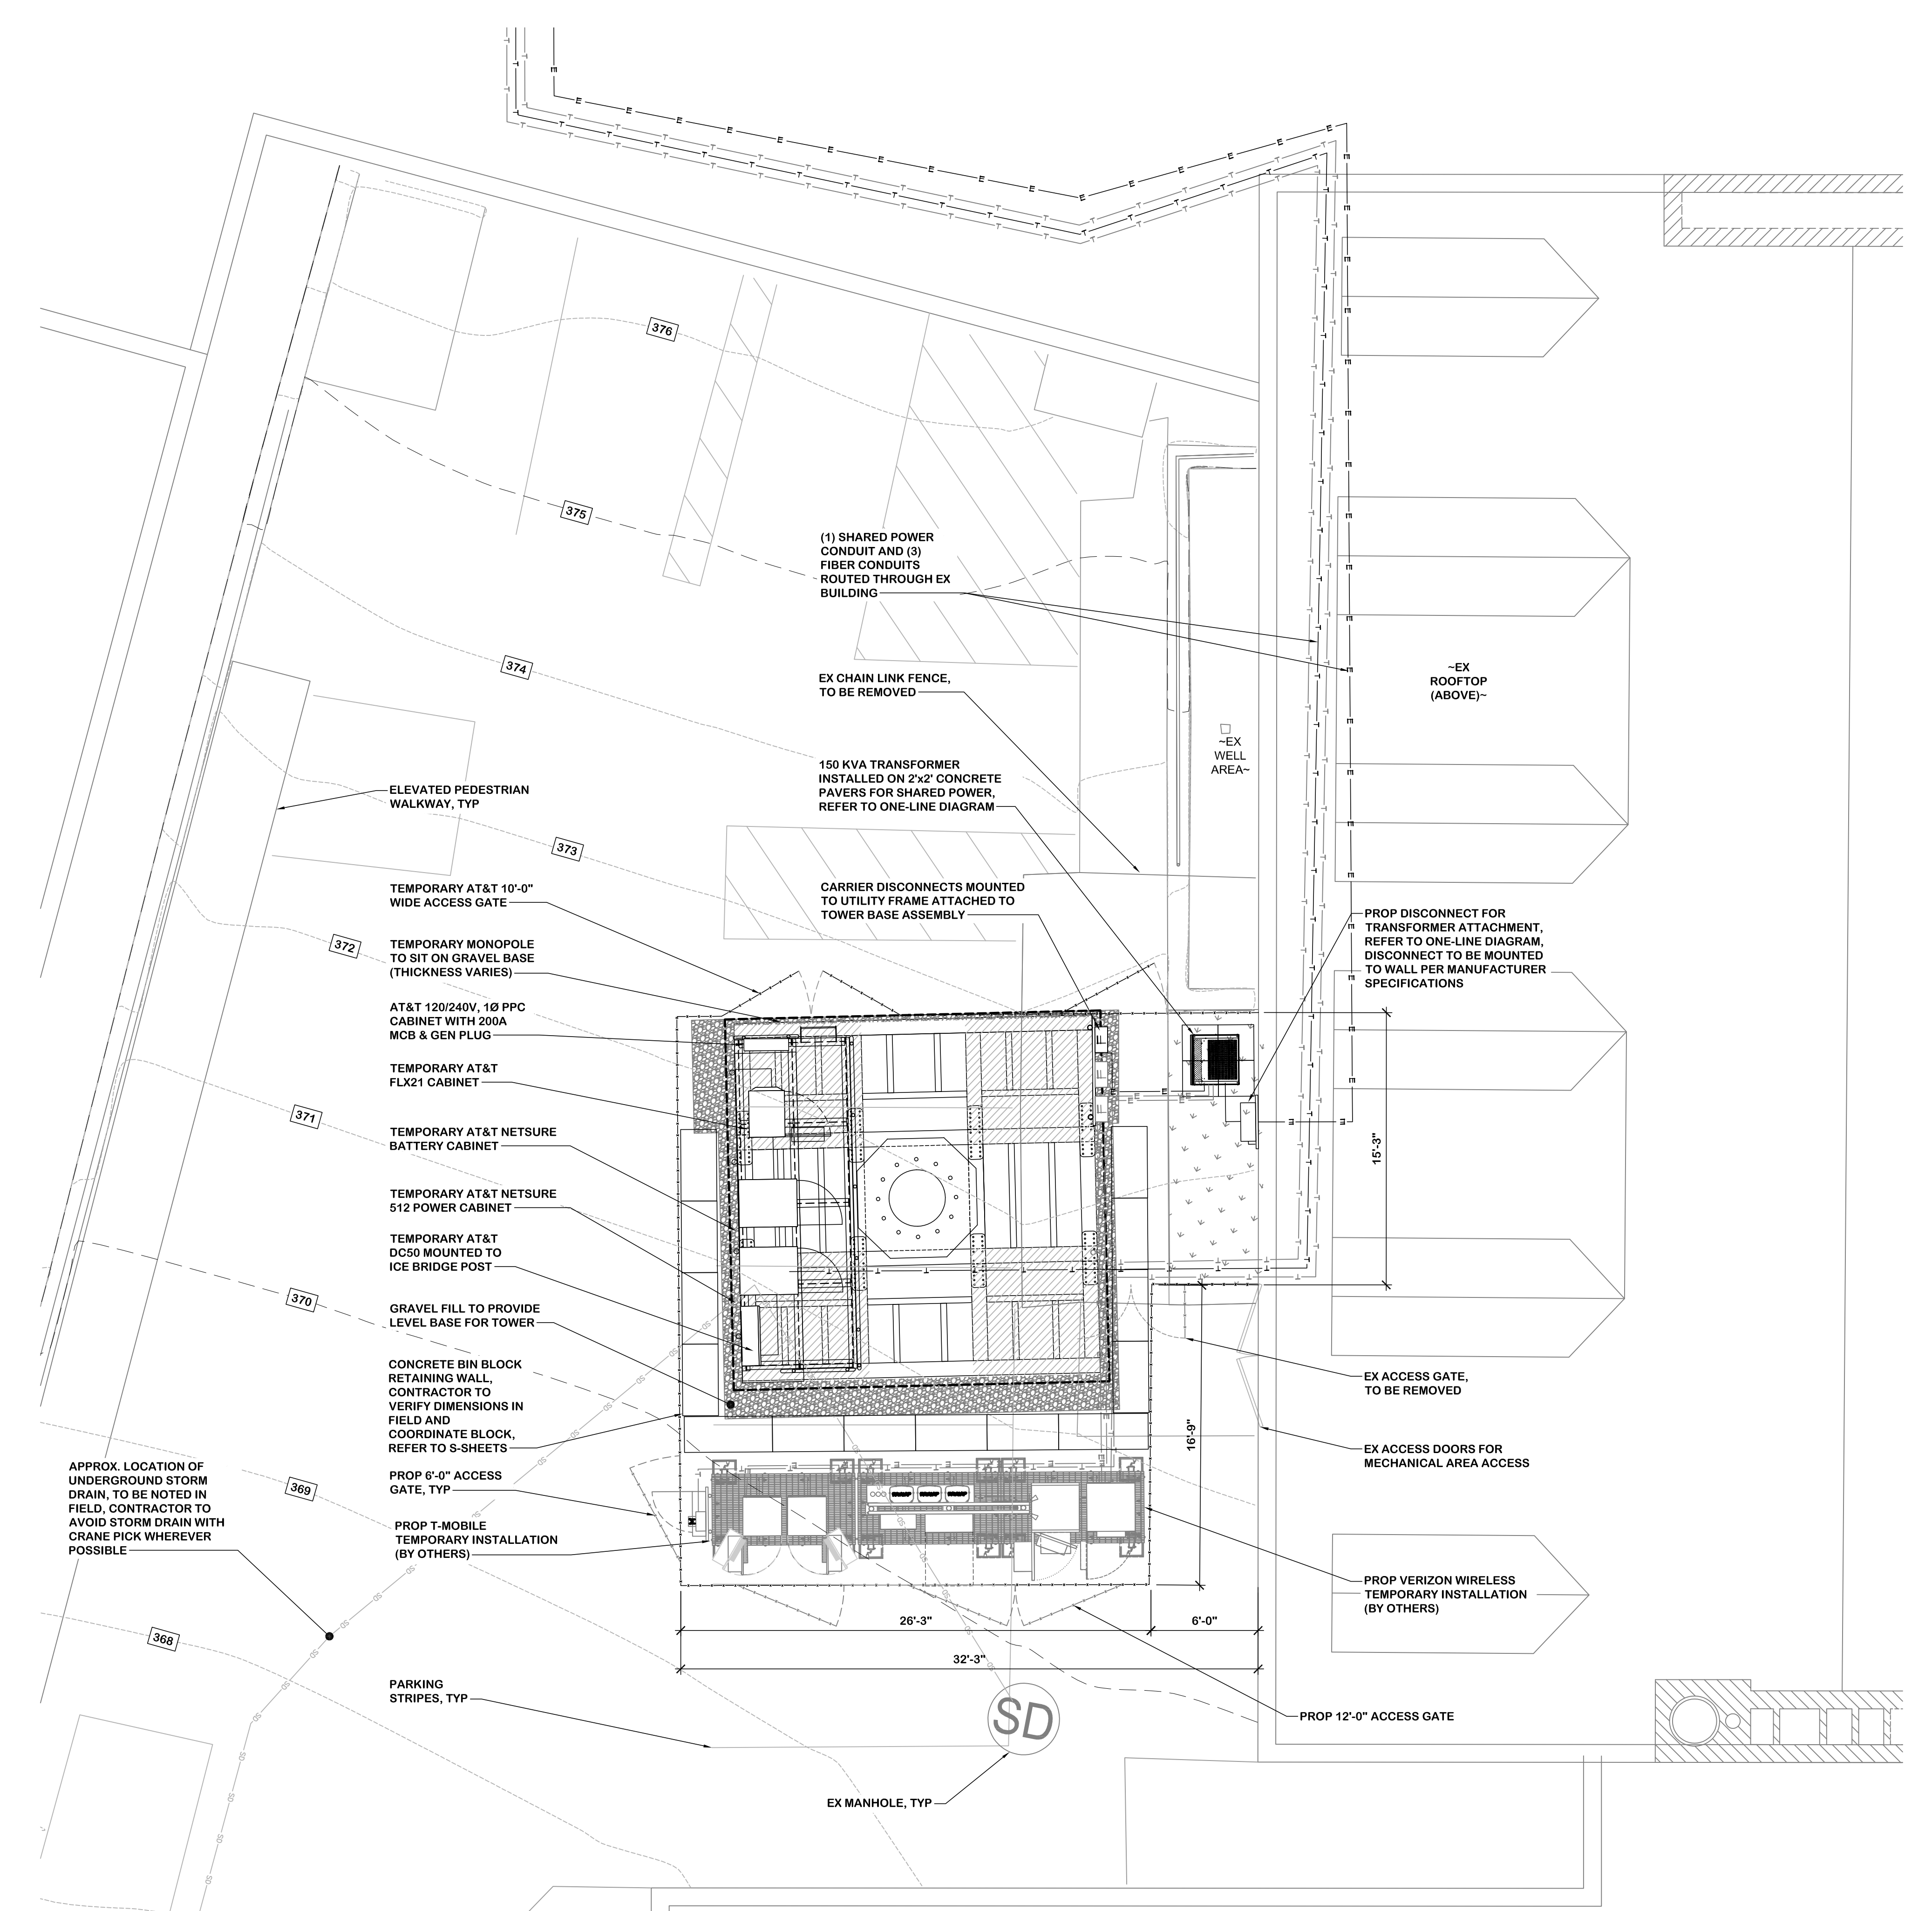 376
375
(1) SHARED POWER
CONDUIT AND (3)
FIBER CONDUITS
ROUTED THROUGH EX
BUILDING
374
EX CHAIN LINK FENCE,
TO BE REMOVED
~EX
ROOFTOP
(ABOVE)~
~EX
WELL
AREA~
150 KVA TRANSFORMER
INSTALLED ON 2'x2' CONCRETE
PAVERS FOR SHARED POWER,
REFER TO ONE-LINE DIAGRAM
ELEVATED PEDESTRIAN
WALKWAY, TYP
373
TEMPORARY AT&T 10'-0"
WIDE ACCESS GATE
CARRIER DISCONNECTS MOUNTED
TO UTILITY FRAME ATTACHED TO
TOWER BASE ASSEMBLY
PROP DISCONNECT FOR
TRANSFORMER ATTACHMENT,
REFER TO ONE-LINE DIAGRAM,
DISCONNECT TO BE MOUNTED
TO WALL PER MANUFACTURER
SPECIFICATIONS
372
TEMPORARY MONOPOLE
TO SIT ON GRAVEL BASE
(THICKNESS VARIES)
AT&T 120/240V, 1Ø PPC
CABINET WITH 200A
MCB & GEN PLUG
TEMPORARY AT&T
FLX21 CABINET
371
TEMPORARY AT&T NETSURE
BATTERY CABINET
15'-3"
TEMPORARY AT&T NETSURE
512 POWER CABINET
TEMPORARY AT&T
DC50 MOUNTED TO
ICE BRIDGE POST
370
GRAVEL FILL TO PROVIDE
LEVEL BASE FOR TOWER
CONCRETE BIN BLOCK
RETAINING WALL,
CONTRACTOR TO
VERIFY DIMENSIONS IN
FIELD AND
COORDINATE BLOCK,
REFER TO S-SHEETS
EX ACCESS GATE,
TO BE REMOVED
16'-9"
EX ACCESS DOORS FOR
MECHANICAL AREA ACCESS
369
PROP 6'-0" ACCESS
GATE, TYP
APPROX. LOCATION OF
UNDERGROUND STORM
DRAIN, TO BE NOTED IN
FIELD, CONTRACTOR TO
AVOID STORM DRAIN WITH
CRANE PICK WHEREVER
POSSIBLE
PROP T-MOBILE
TEMPORARY INSTALLATION
(BY OTHERS)
M
PROP VERIZON WIRELESS
TEMPORARY INSTALLATION
(BY OTHERS)
368
26'-3"
6'-0"
32'-3"
PARKING
STRIPES, TYP
SD
PROP 12'-0" ACCESS GATE
EX MANHOLE, TYP